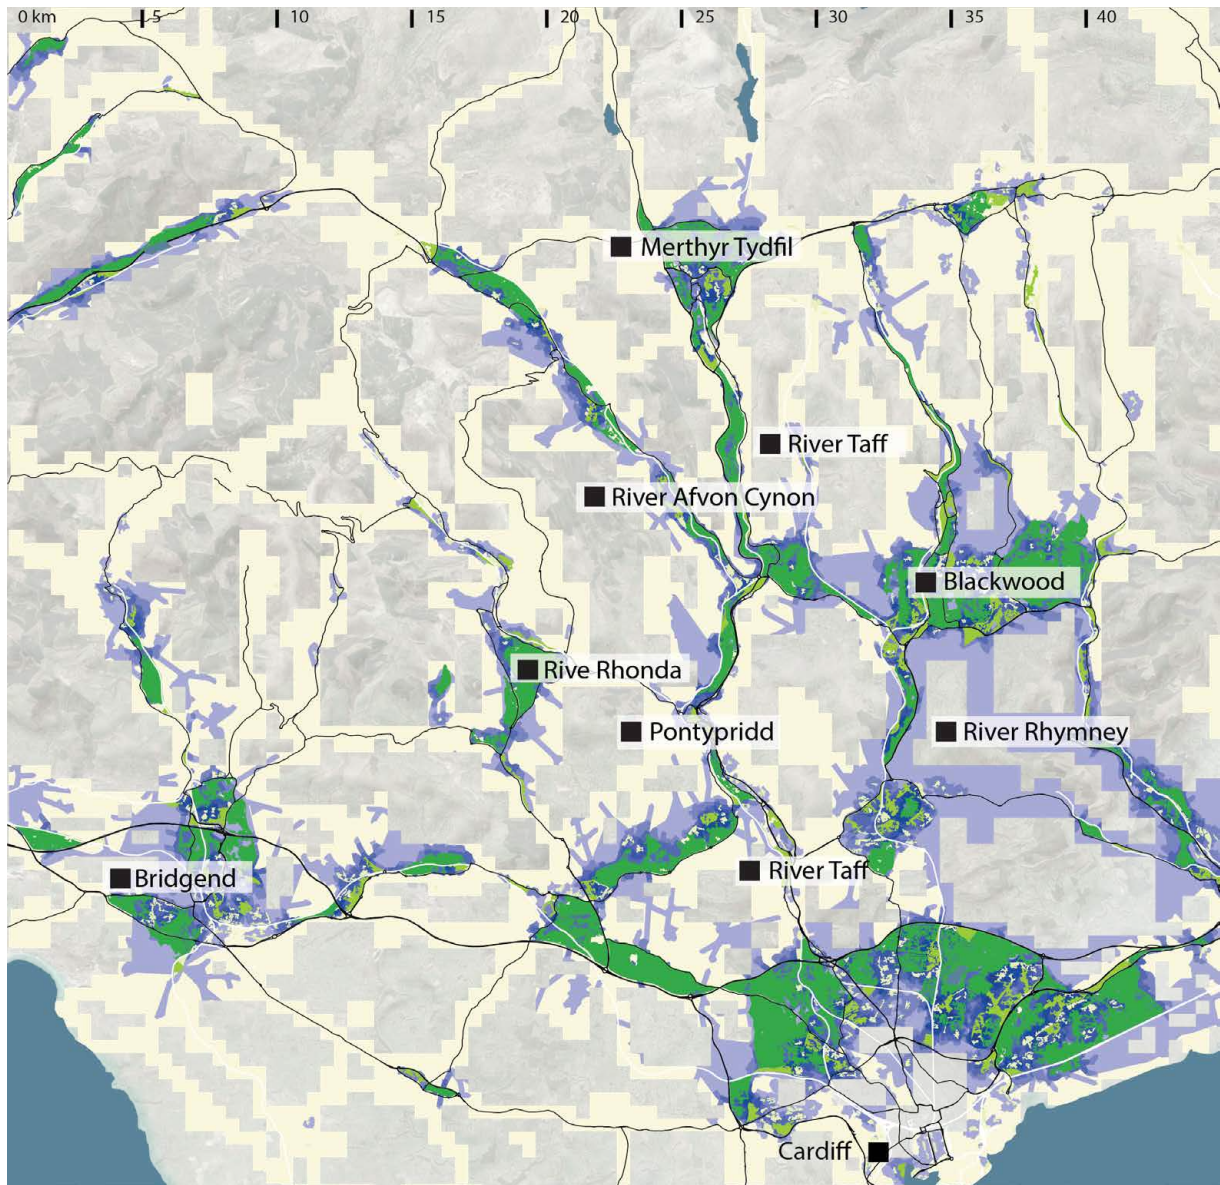 0 km 5 10 15 20 25 30 35 40
Merthyr Tydfil
River Taff
River Afvon Cynon
Blackwood
Rive Rhonda
Pontypridd
River Rhymney
River Taff
Bridgend
Cardiff